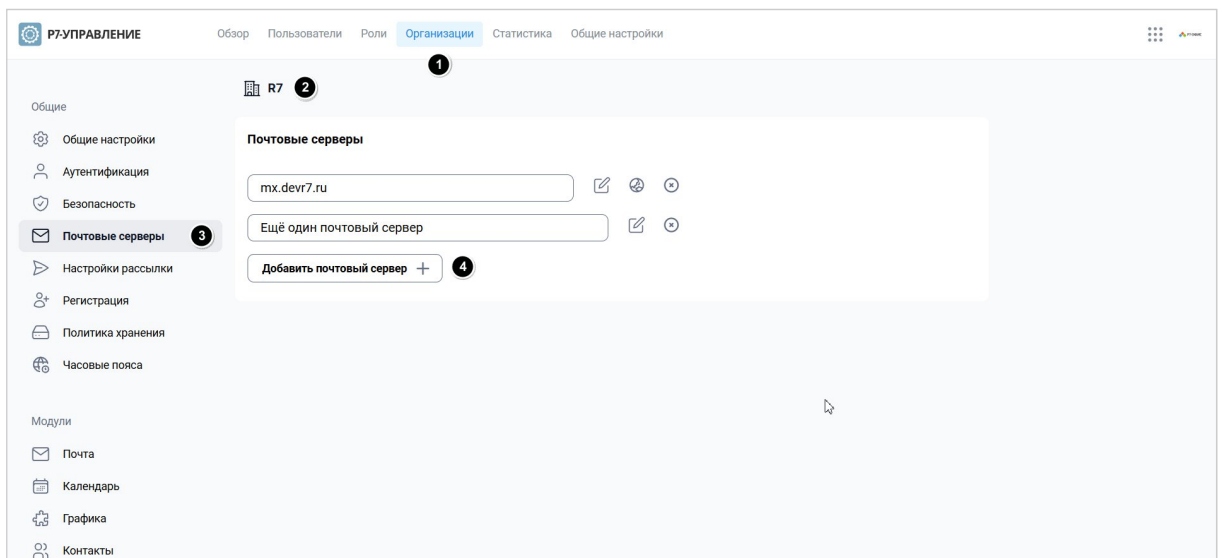 Р7-УПРАВЛЕНИЕ Обзор Пользователи Роли Организации Статистика Общие настройки
1
R7 2
Общие
Общие настройки
Аутентификация
Безопасность
Почтовые серверы 3
Настройки рассылки
Регистрация
Политика хранения
Часовые пояса
Модули
Почта
Календарь
Графика
Контакты
Почтовые серверы
mx.devr7.ru
Ещё один почтовый сервер
Добавить почтовый сервер + 4